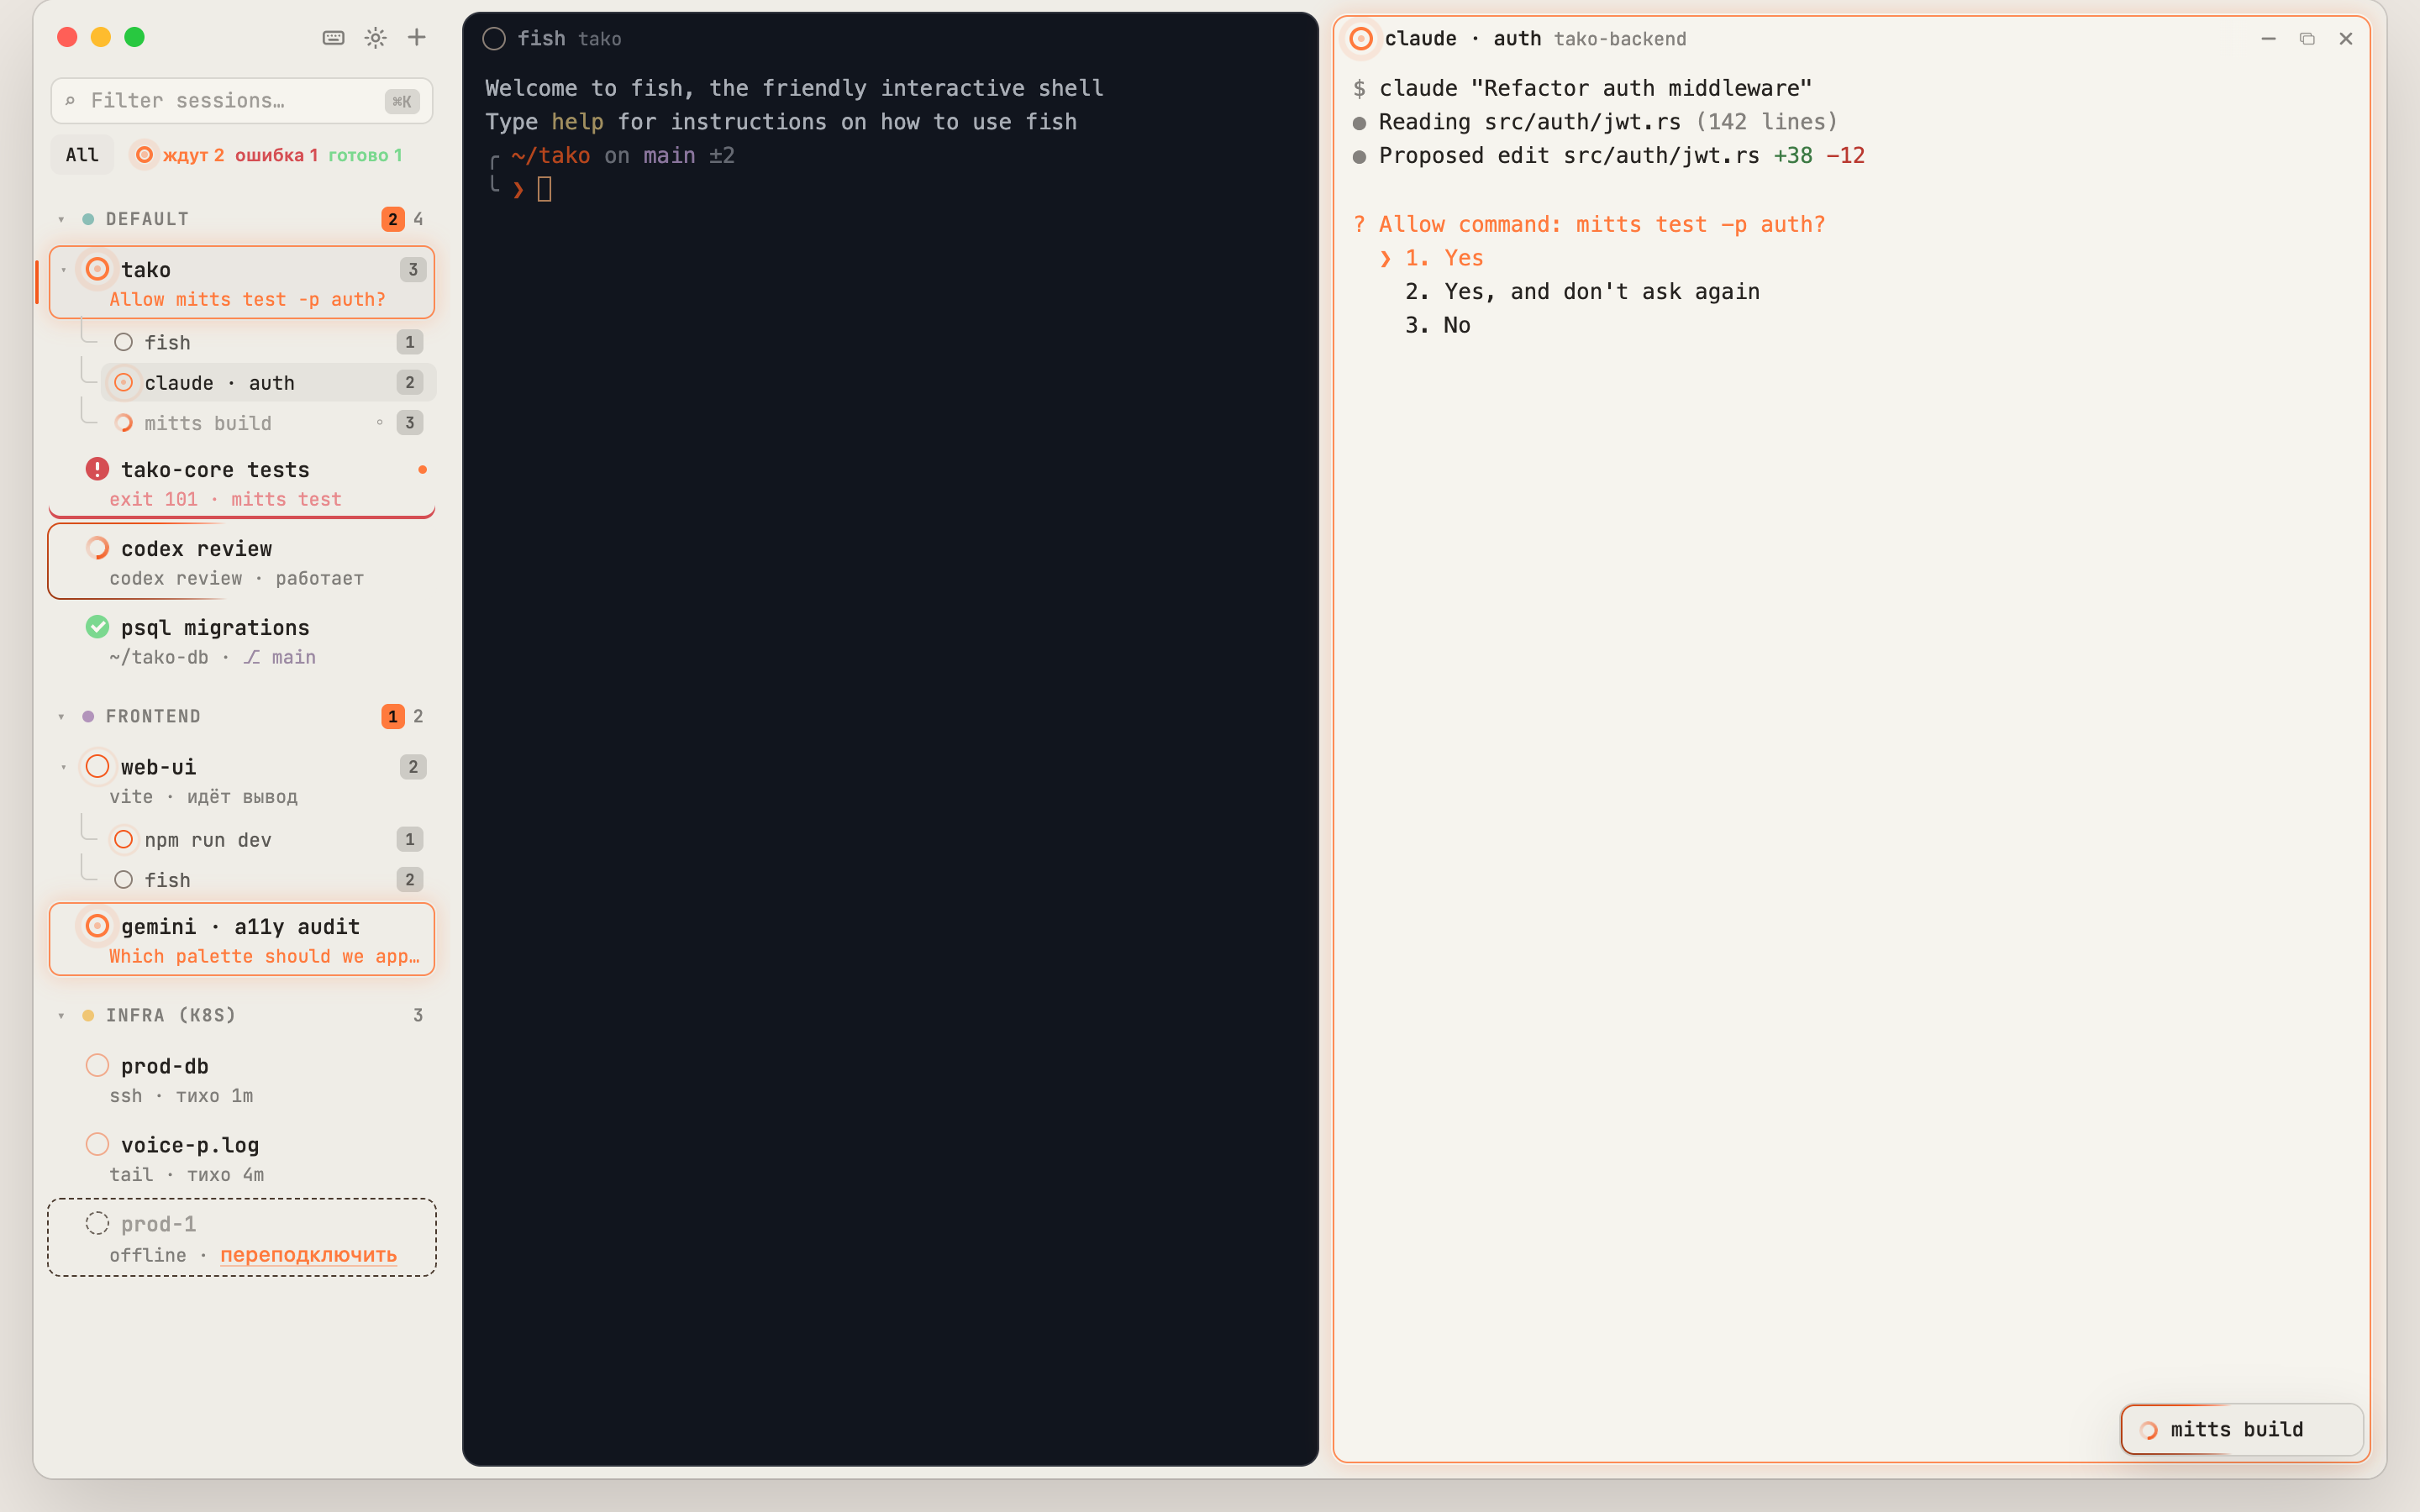 Filter sessions… ⌘K
All ждут 2 ошибка 1 готово 1
DEFAULT 2 4
tako 3
Allow mitts test -p auth?
fish 1
claude · auth 2
mitts build 3
tako-core tests
exit 101 · mitts test
codex review
codex review · работает
psql migrations
~/tako-db · ⎇ main
FRONTEND 1 2
web-ui 2
vite · идёт вывод
npm run dev 1
fish 2
gemini · a11y audit
Which palette should we app…
INFRA (K8S) 3
prod-db
ssh · тихо 1m
voice-p.log
tail · тихо 4m
prod-1
offline · переподключить
fish tako
Welcome to fish, the friendly interactive shell
Type help for instructions on how to use fish
╭ ~/tako on main ±2
╰ ❯
claude · auth tako-backend
$ claude "Refactor auth middleware"
● Reading src/auth/jwt.rs (142 lines)
● Proposed edit src/auth/jwt.rs +38 −12
? Allow command: mitts test −p auth?
❯ 1. Yes
2. Yes, and don't ask again
3. No
mitts build